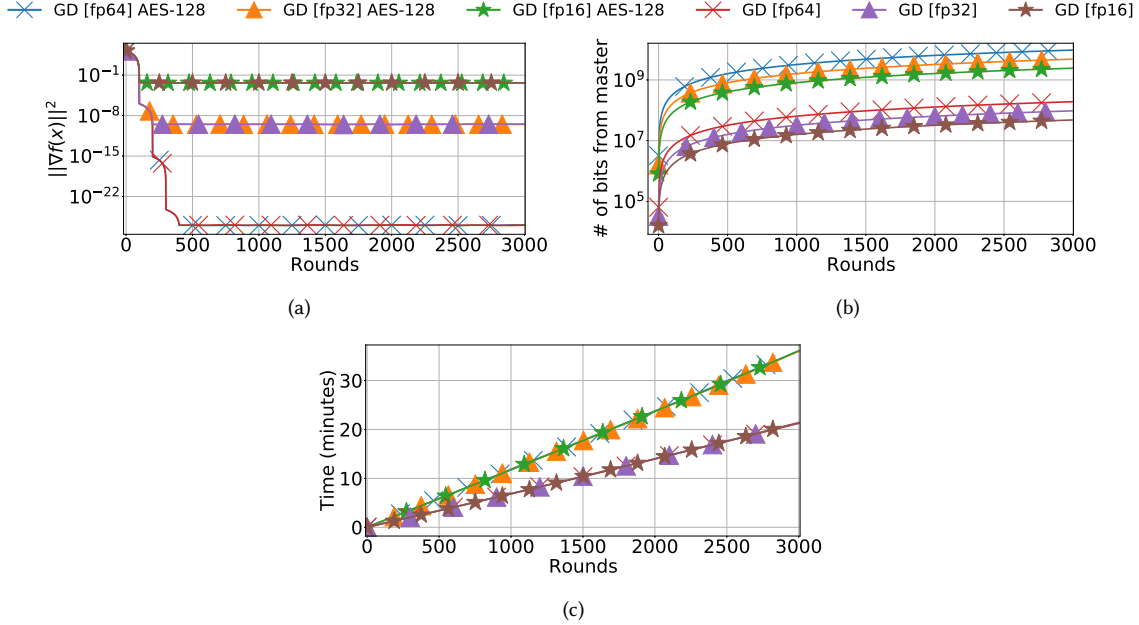 GD [fp64] AES-128 GD [fp32] AES-128 GD [fp16] AES-128 GD [fp64] GD [fp32] GD [fp16]
||∇f(x)||²
10⁻¹
10⁻⁸
10⁻¹⁵
10⁻²²
0 500 1000 1500 2000 2500 3000
Rounds
(a)
# of bits from master
10⁹
10⁷
10⁵
0 500 1000 1500 2000 2500 3000
Rounds
(b)
Time (minutes)
30
20
10
0
0 500 1000 1500 2000 2500 3000
Rounds
(c)